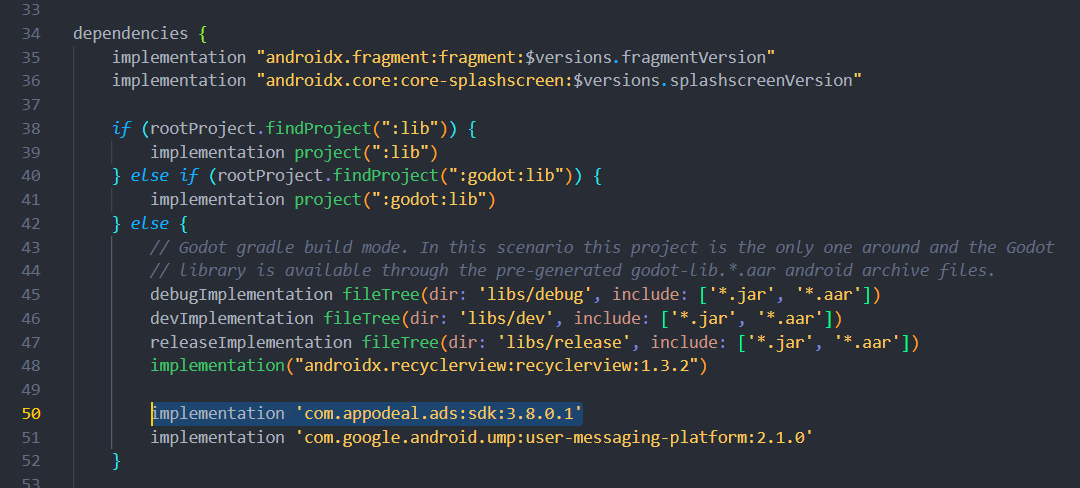 33
34 dependencies {
35     implementation "androidx.fragment:fragment:$versions.fragmentVersion"
36     implementation "androidx.core:core-splashscreen:$versions.splashscreenVersion"
37
38     if (rootProject.findProject(":lib")) {
39         implementation project(":lib")
40     } else if (rootProject.findProject(":godot:lib")) {
41         implementation project(":godot:lib")
42     } else {
43         // Godot gradle build mode. In this scenario this project is the only one around and the Godot
44         // library is available through the pre-generated godot-lib.*.aar android archive files.
45         debugImplementation fileTree(dir: 'libs/debug', include: ['*.jar', '*.aar'])
46         devImplementation fileTree(dir: 'libs/dev', include: ['*.jar', '*.aar'])
47         releaseImplementation fileTree(dir: 'libs/release', include: ['*.jar', '*.aar'])
48         implementation("androidx.recyclerview:recyclerview:1.3.2")
49
50         implementation 'com.appodeal.ads:sdk:3.8.0.1'
51         implementation 'com.google.android.ump:user-messaging-platform:2.1.0'
52     }
53